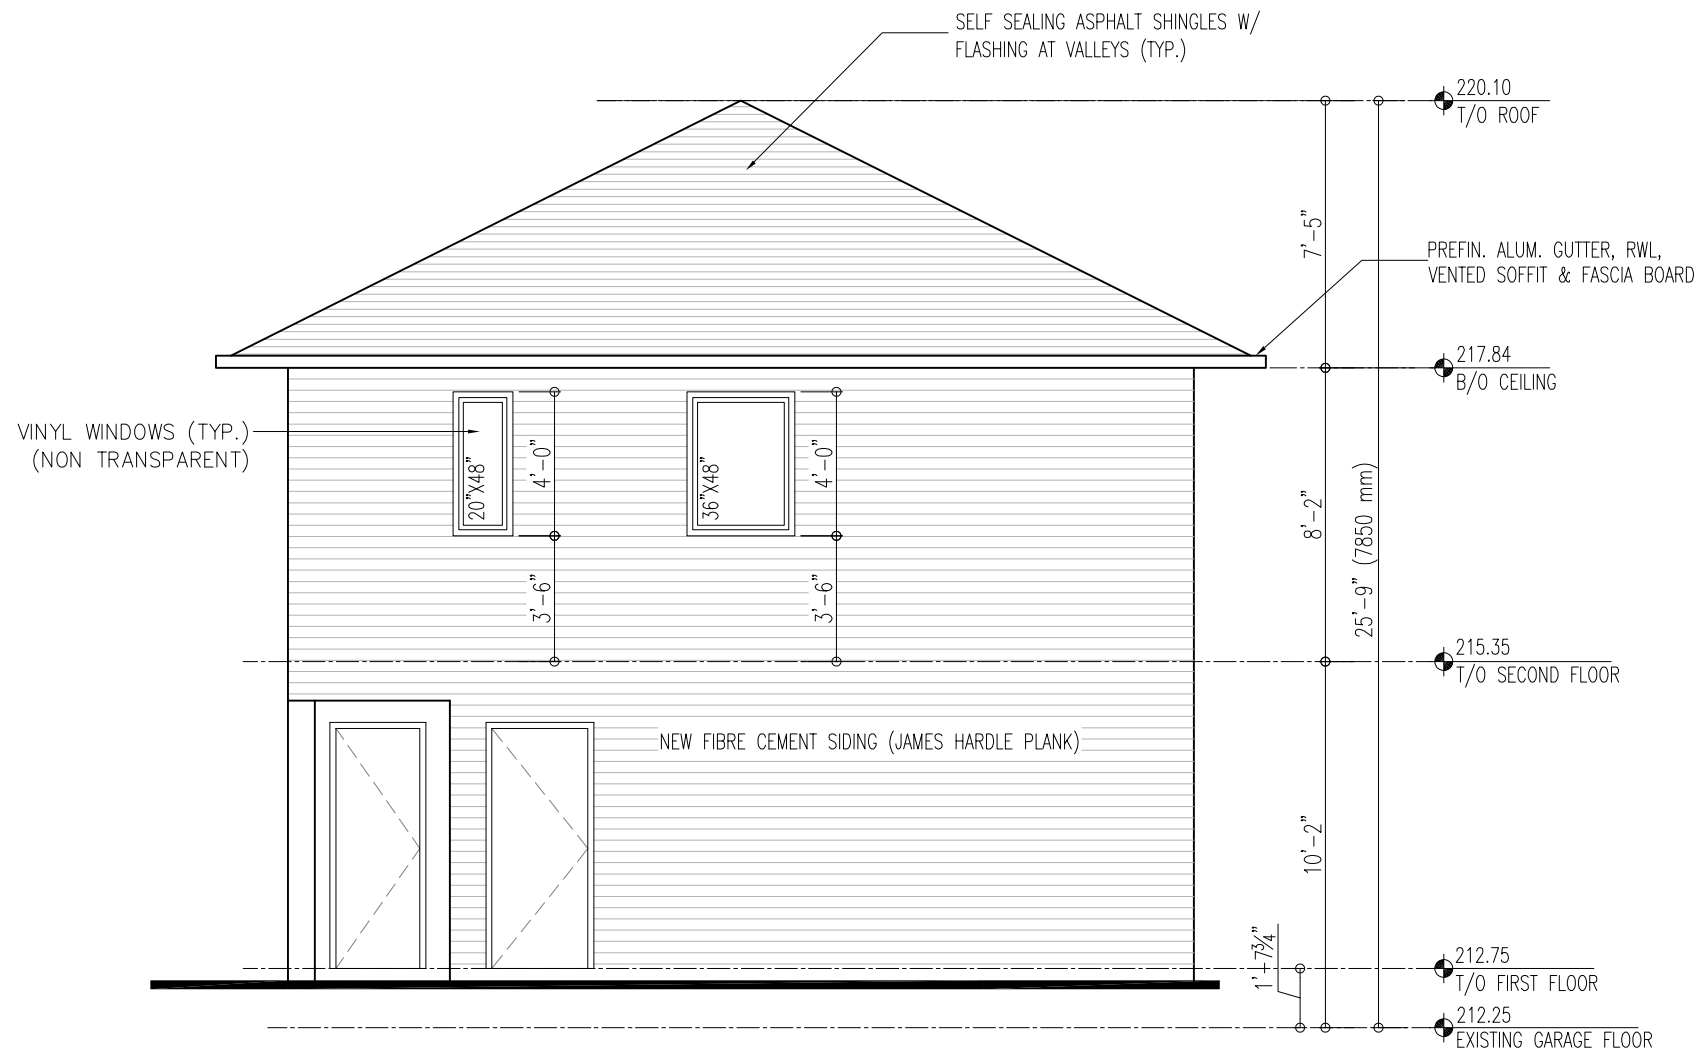 SELF SEALING ASPHALT SHINGLES W/
FLASHING AT VALLEYS (TYP.)
220.10
T/O ROOF
7'-5"
PREFIN. ALUM. GUTTER, RWL,
VENTED SOFFIT & FASCIA BOARD
217.84
B/O CEILING
VINYL WINDOWS (TYP.)
(NON TRANSPARENT)
20"X48"
4'-0"
36"X48"
4'-0"
8'-2"
25'-9" (7850 mm)
3'-6"
3'-6"
215.35
T/O SECOND FLOOR
NEW FIBRE CEMENT SIDING (JAMES HARDLE PLANK)
10'-2"
1'-7¾"
212.75
T/O FIRST FLOOR
212.25
EXISTING GARAGE FLOOR